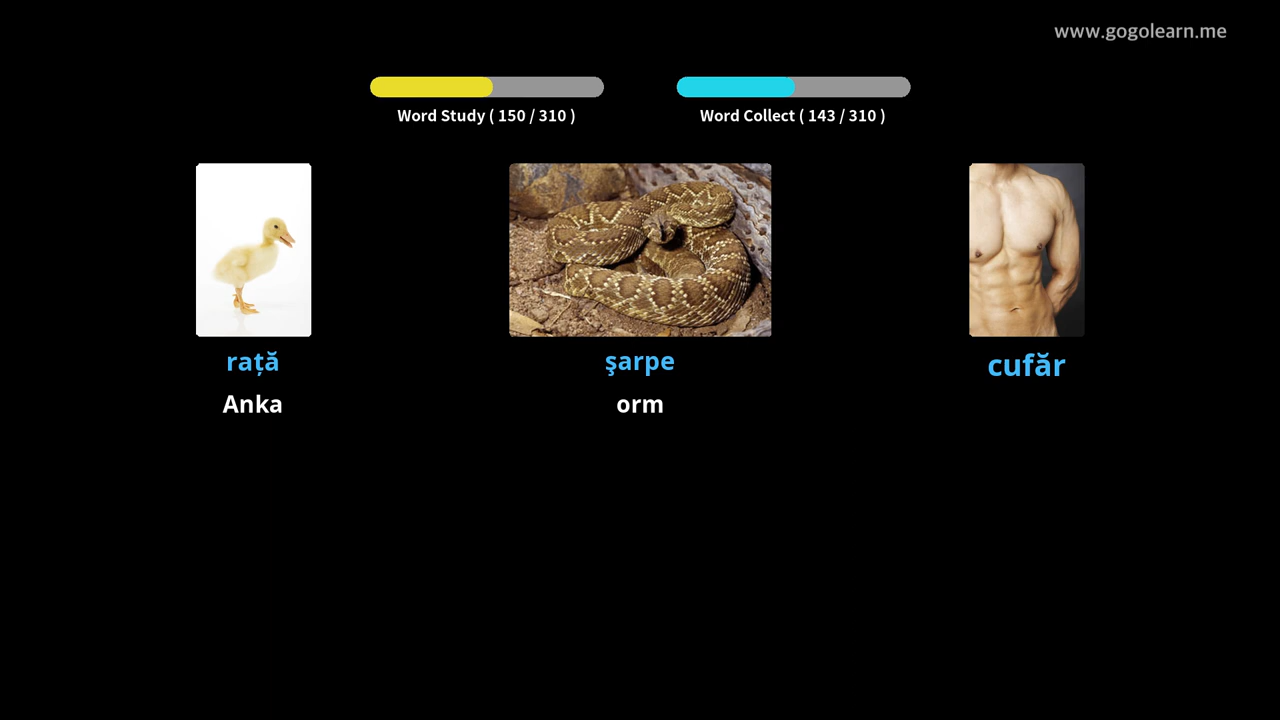 www.gogolearn.me
Word Study ( 150 / 310 )
Word Collect ( 143 / 310 )
rață
şarpe
cufăr
Anka
orm